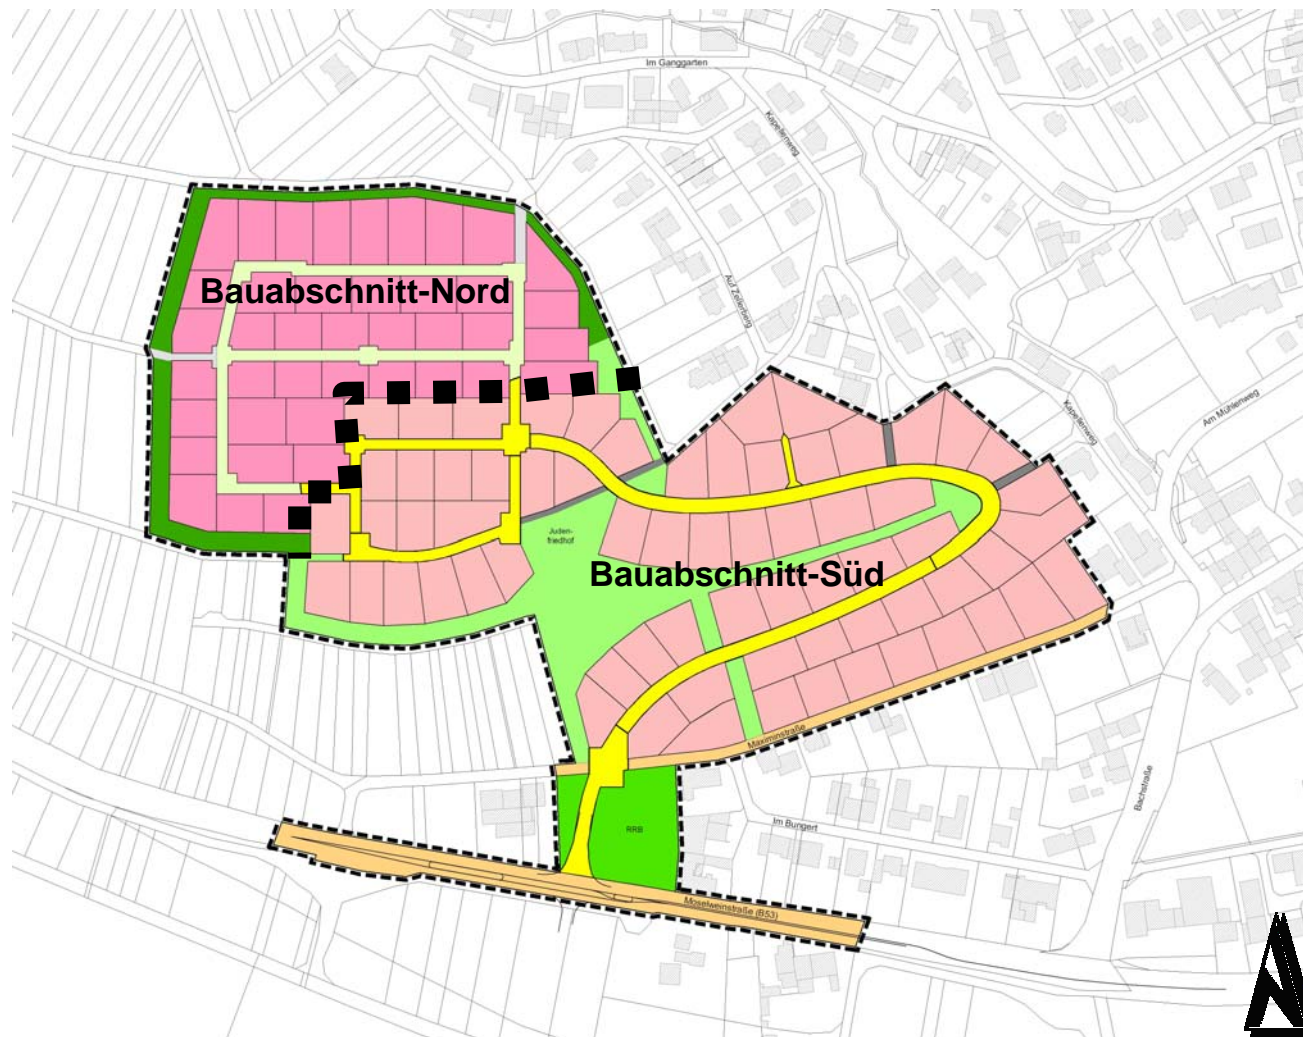 Im Ganggarten
Kapellenweg
Auf Zellerberg
Bauabschnitt-Nord
Kapellenweg
Am Mühlenweg
Juden-
friedhof
Bauabschnitt-Süd
Maximinstraße
Bachstraße
Im Bungert
RRB
Moselweinstraße (B53)
N